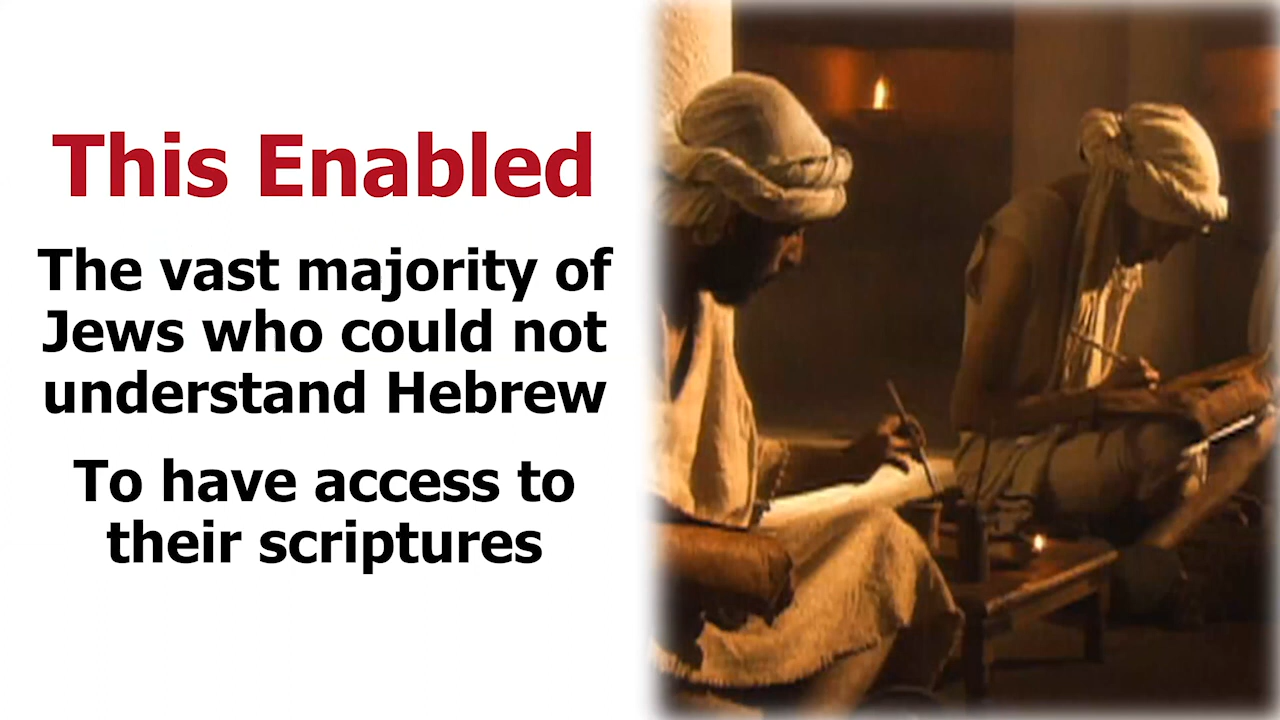 This Enabled
The vast majority of
Jews who could not
understand Hebrew
To have access to
their scriptures